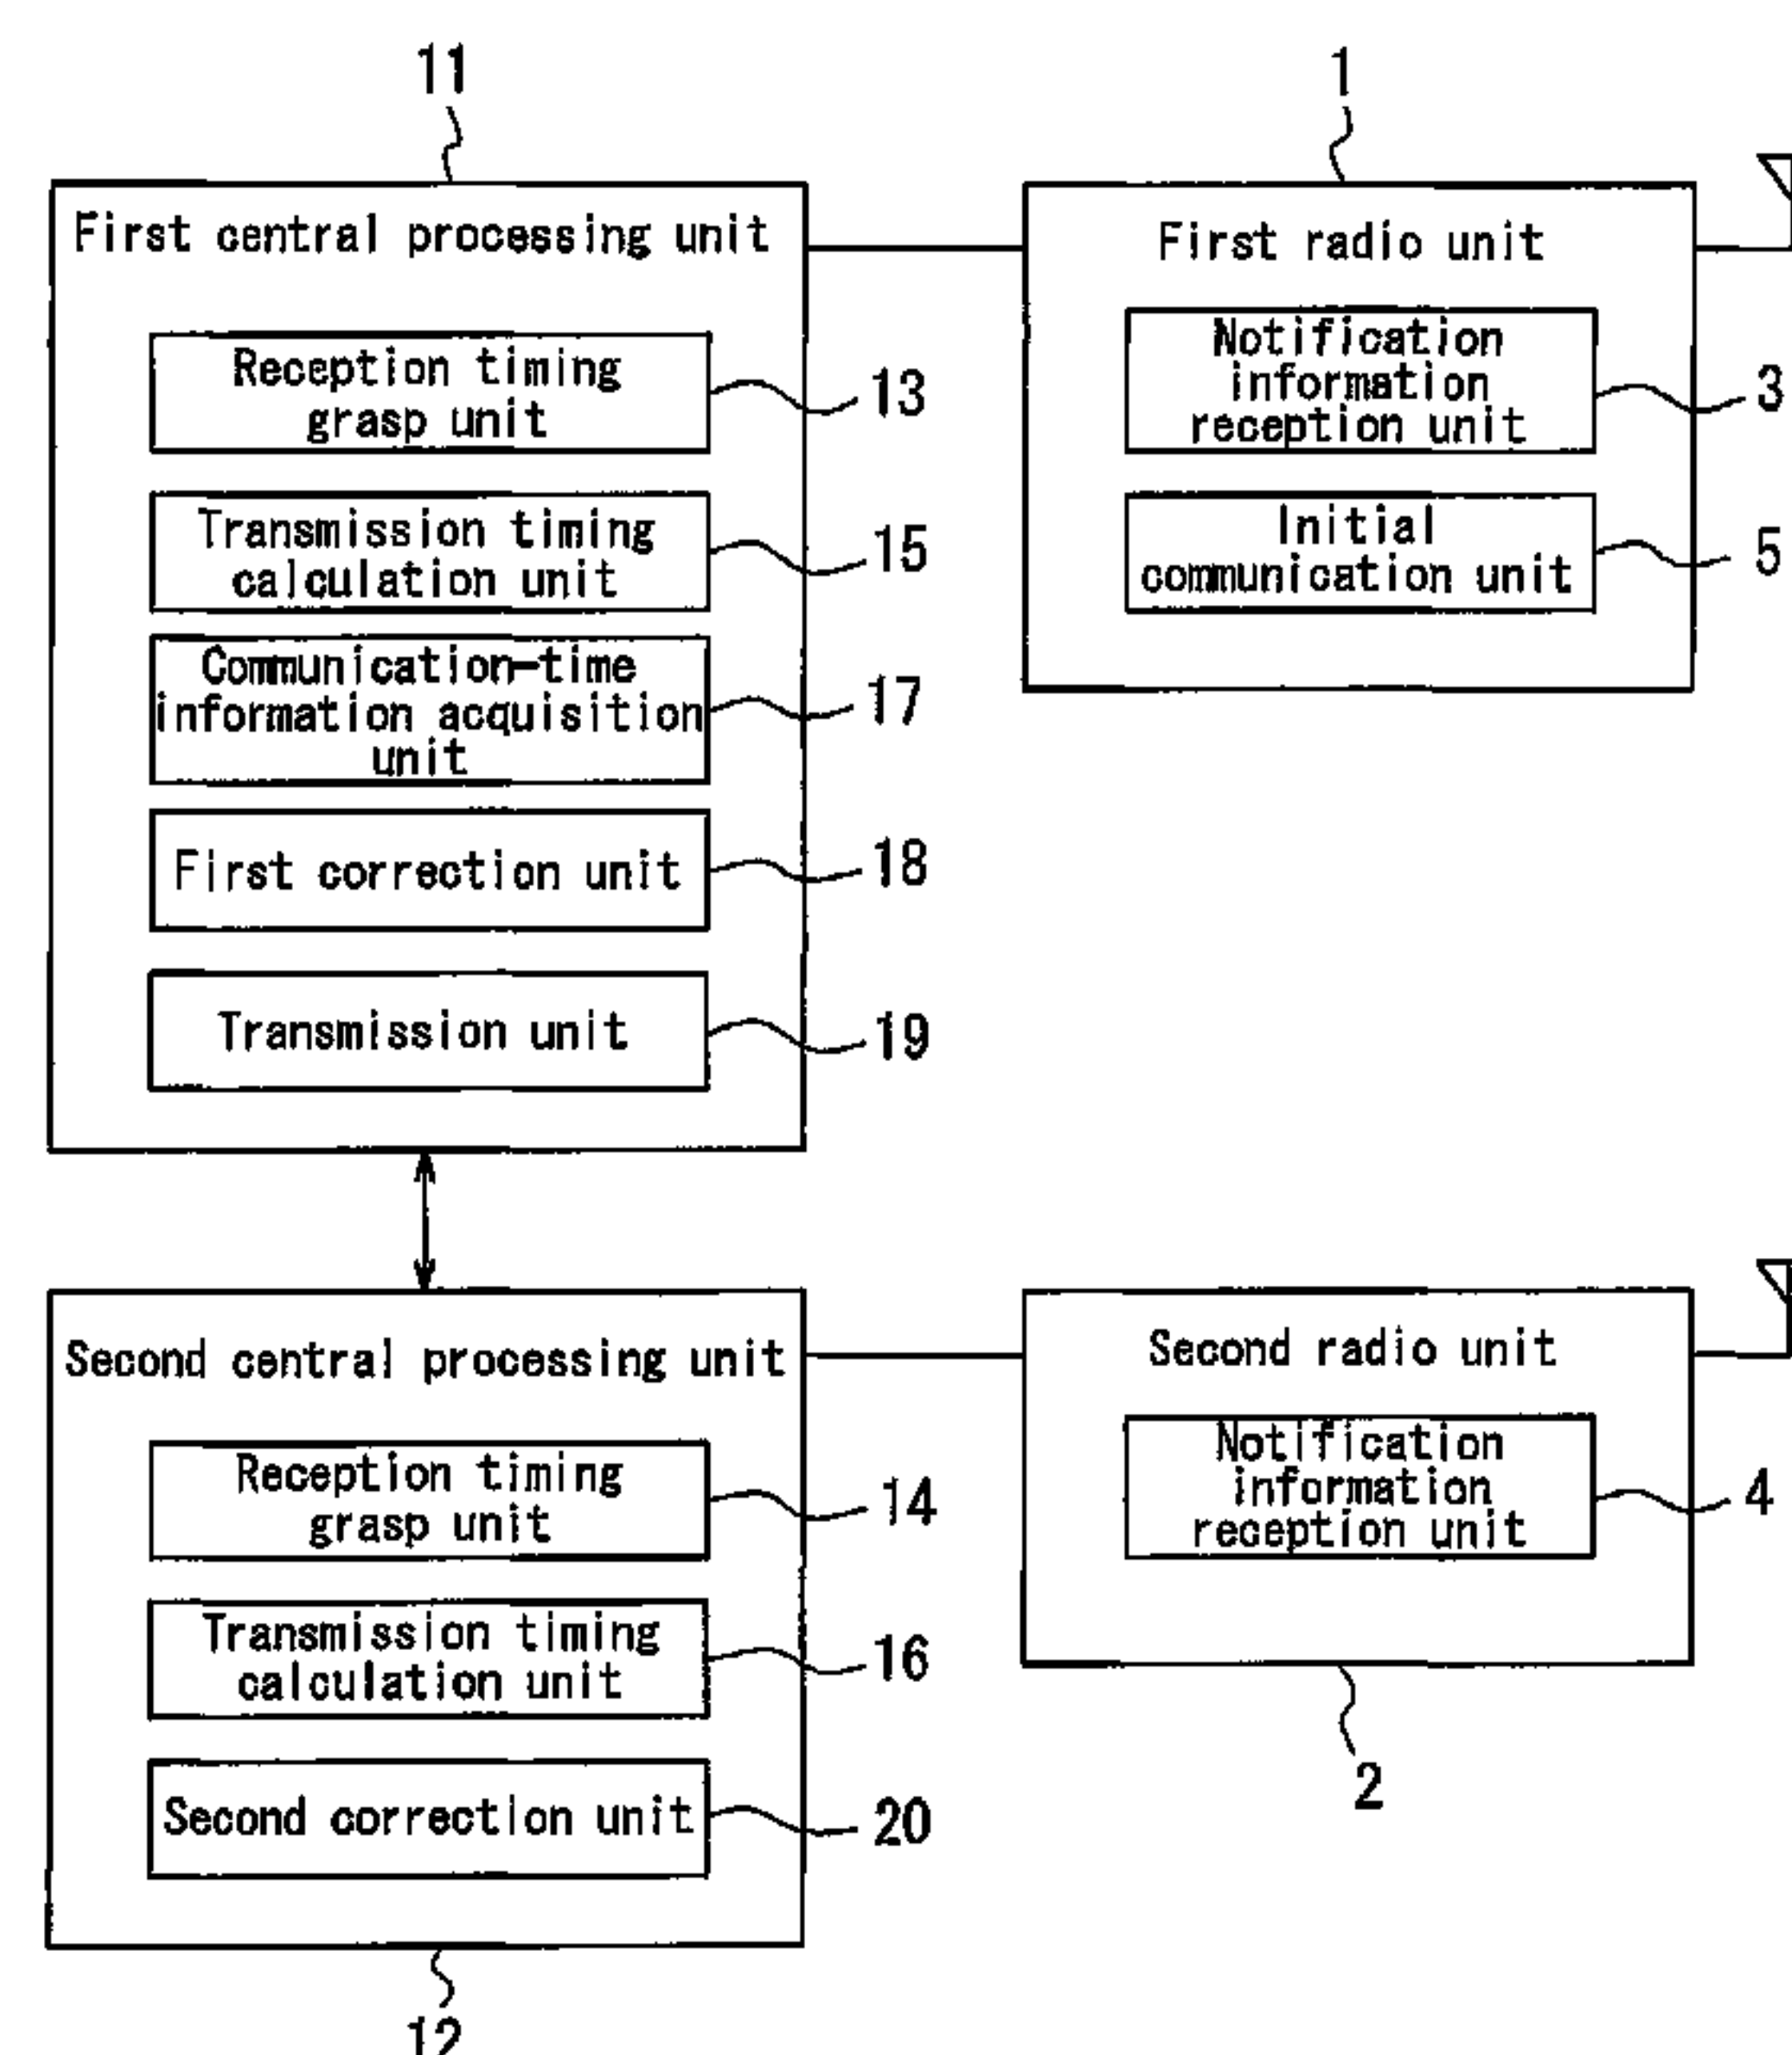 11
1
First central processing unit
First radio unit
Reception timing
grasp unit
13
Notification
information
reception unit
3
Transmission timing
calculation unit
15
Initial
communication unit
5
Communication-time
information acquisition
unit
17
First correction unit
18
Transmission unit
19
Second central processing unit
Second radio unit
Reception timing
grasp unit
14
Notification
information
reception unit
4
Transmission timing
calculation unit
16
2
Second correction unit
20
12